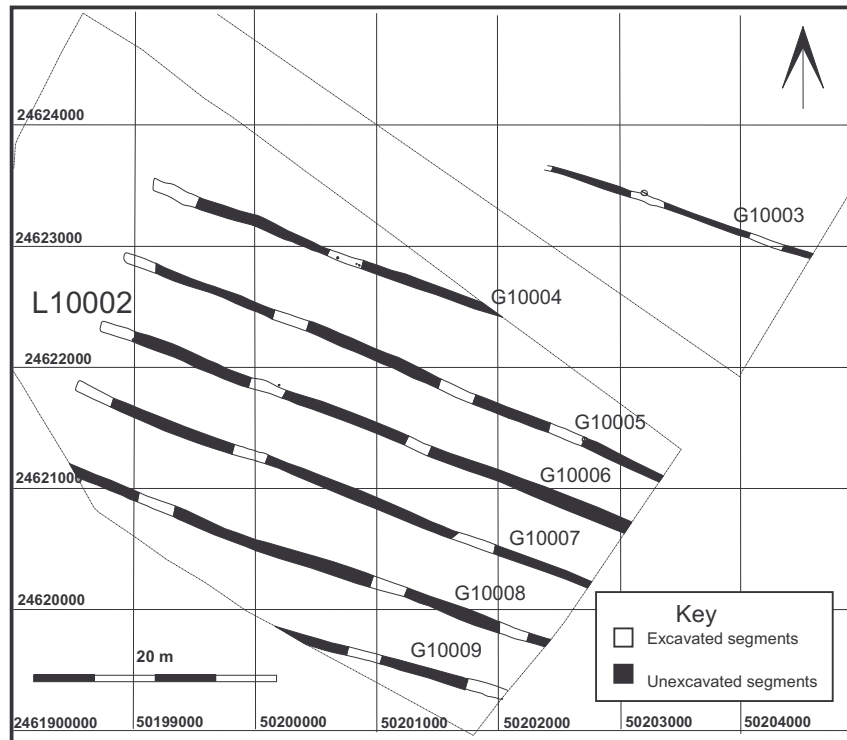 24624000
G10003
24623000
G10004
L10002
24622000
G10005
G10006
24621000
G10007
G10008
24620000
Key
Excavated segments
G10009
20 m
Unexcavated segments
2461900000
50199000
50200000
50201000
50202000
50203000
50204000